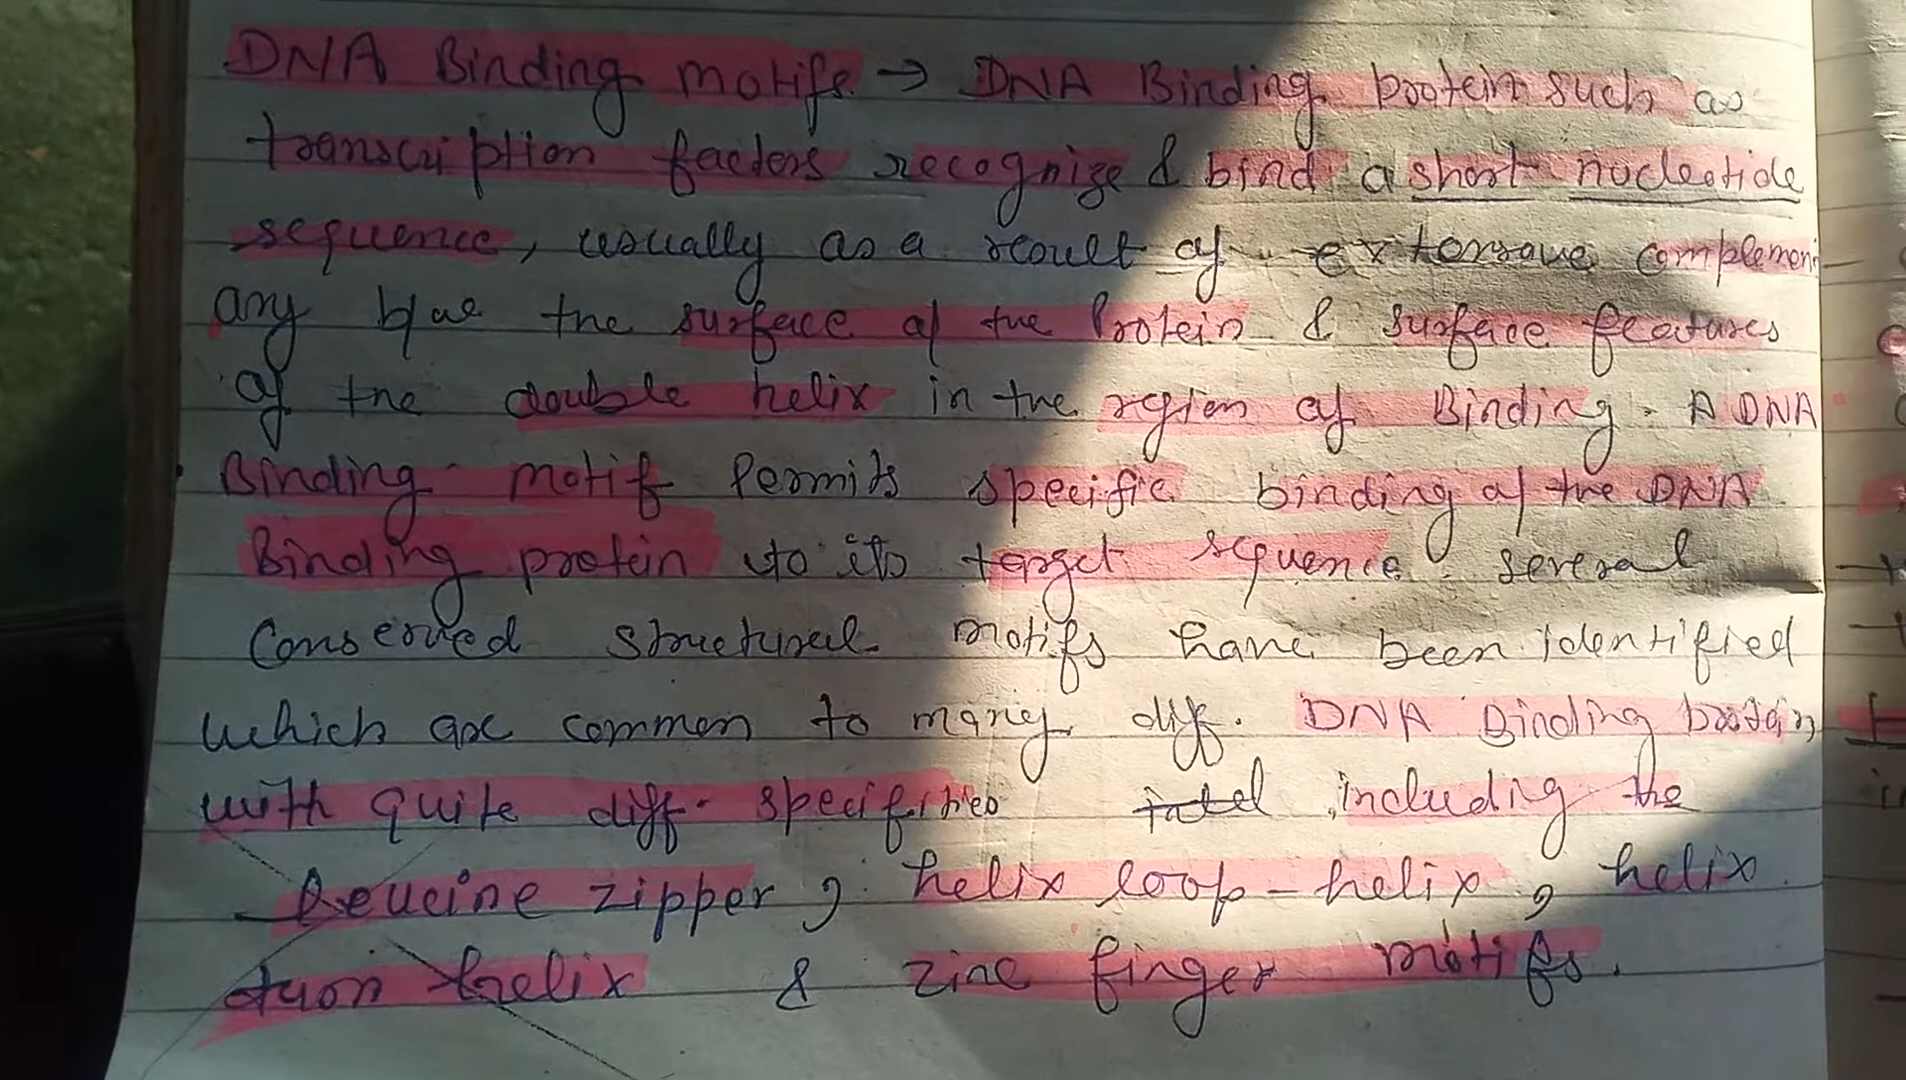 DNA Binding motifs → DNA Binding protein such as
transcription factors recognize & bind a short nucleotide
sequence, usually as a result of extensive complemen
ary b/w the surface of the Protein & surface features
of the double helix in the region of Binding. A DNA
Binding motif Permits specific binding of the DNA
Binding protein to its target sequence. several
Conserved structural motifs have been identified
which are common to many diff. DNA Binding protein
with quite diff. specifities including the
Leucine zipper, helix loop-helix, helix
turn helix & zinc finger motifs.